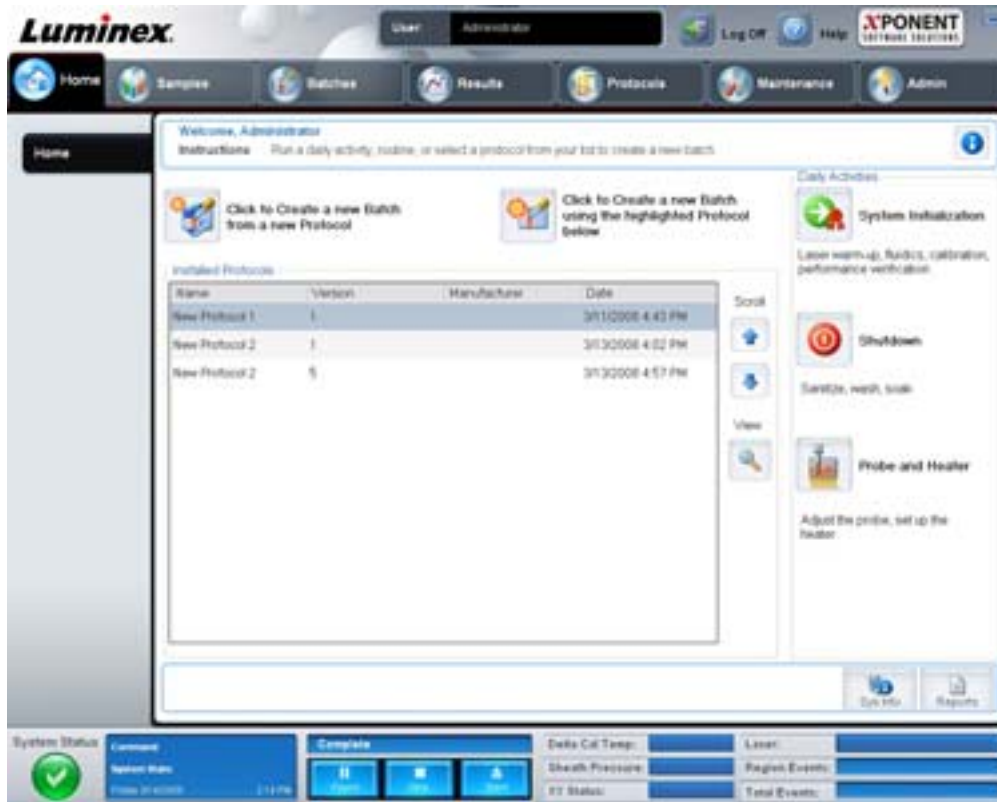 Luminex
User: Administrator
Log Off
Help
XPONENT
SOFTWARE SOLUTIONS
Home
Samples
Batches
Results
Protocols
Maintenance
Admin
Home
Welcome, Administrator
Instructions Run a daily activity, routine, or select a protocol from your list to create a new batch.
Daily Activities
Click to Create a new Batch
from a new Protocol
Click to Create a new Batch
using the highlighted Protocol
below
System Initialization
Laser warm-up, fluidics, calibration,
performance verification
Installed Protocols
Name Version Manufacturer Date
New Protocol 1 1 3/11/2008 4:43 PM
New Protocol 2 1 3/13/2008 4:02 PM
New Protocol 2 5 3/13/2008 4:57 PM
Scroll
View
Shutdown
Sanitize, wash, soak
Probe and Heater
Adjust the probe, set up the
heater
Sys Info
Reports
System Status
Command
Complete
Delta Cal Temp:
Laser:
Sheath Pressure:
Region Events:
XY Status:
Total Events: